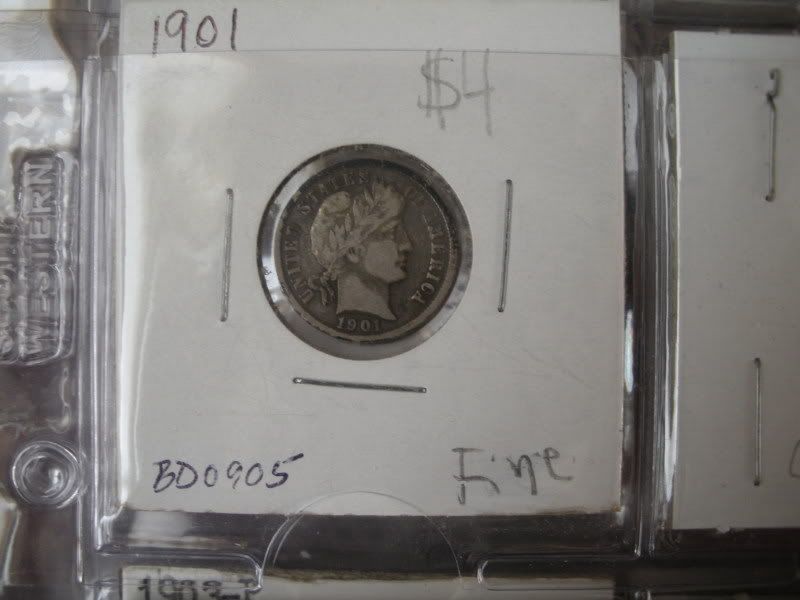 1901
$4
WESTERN
UNITED STATES OF AMERICA
1901
BD0905
Fine